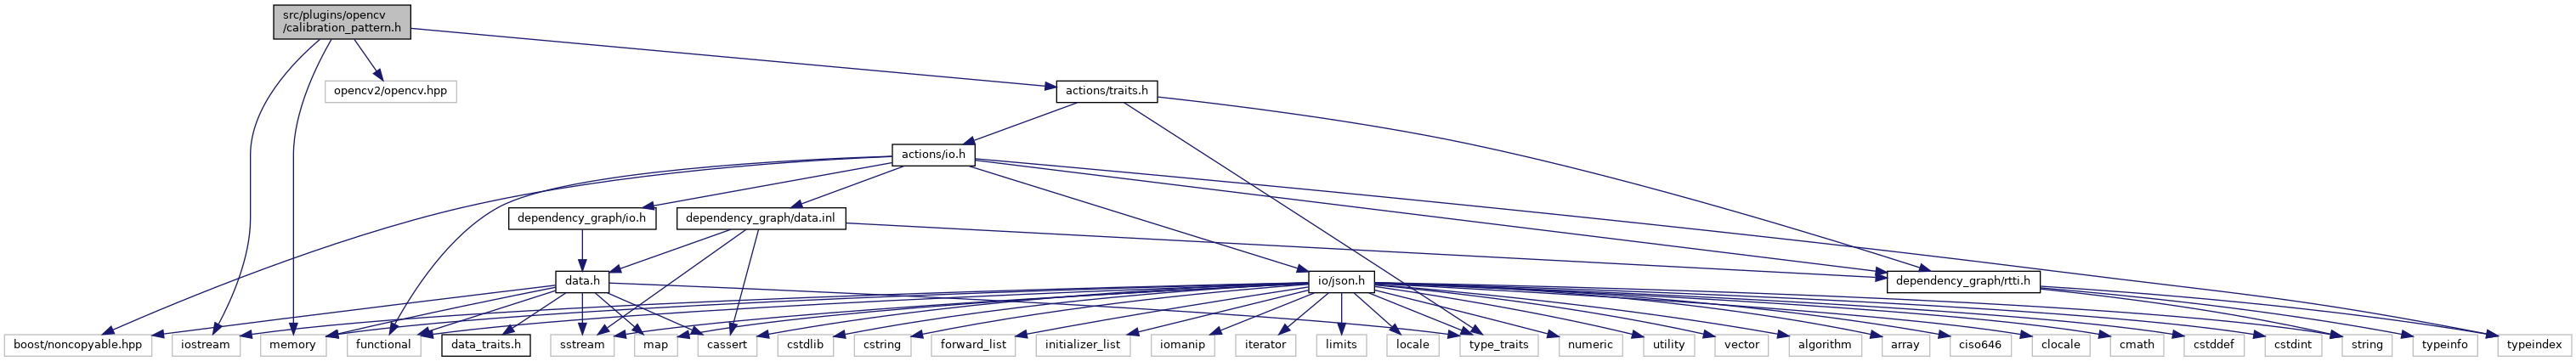 src/plugins/opencv
/calibration_pattern.h
opencv2/opencv.hpp
actions/traits.h
actions/io.h
dependency_graph/io.h
dependency_graph/data.inl
data.h
io/json.h
dependency_graph/rtti.h
boost/noncopyable.hpp
iostream
memory
functional
data_traits.h
sstream
map
cassert
cstdlib
cstring
forward_list
initializer_list
iomanip
iterator
limits
locale
type_traits
numeric
utility
vector
algorithm
array
ciso646
clocale
cmath
cstddef
cstdint
string
typeinfo
typeindex